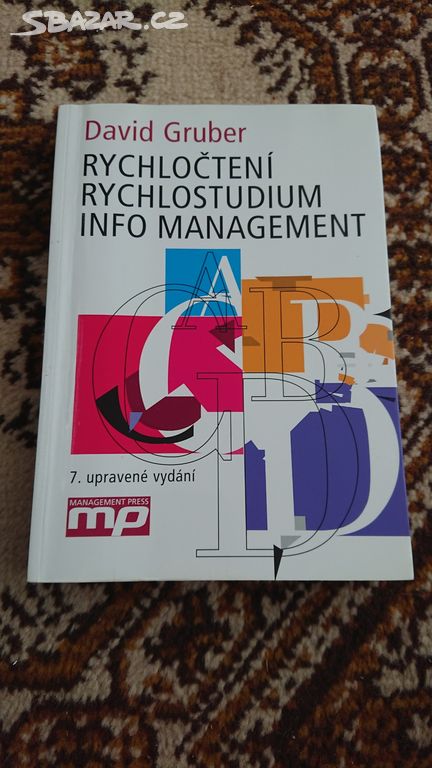 SBAZAR.CZ
David Gruber
RYCHLOČTENÍ
RYCHLOSTUDIUM
INFO MANAGEMENT
A A
C C B B
D D
7. upravené vydání
MANAGEMENT PRESS
mp